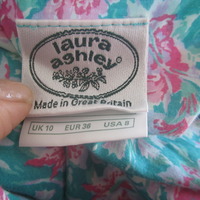 laura
ashley
Made in Great Britain
UK 10 EUR 36 USA 8